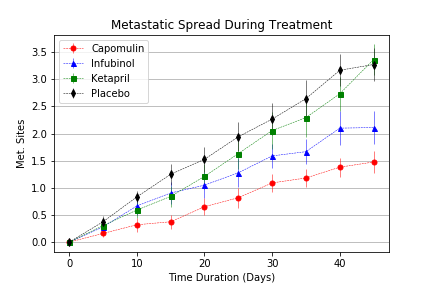 Metastatic Spread During Treatment
Capomulin
Infubinol
Ketapril
Placebo
Met. Sites
3.5
3.0
2.5
2.0
1.5
1.0
0.5
0.0
0 10 20 30 40
Time Duration (Days)